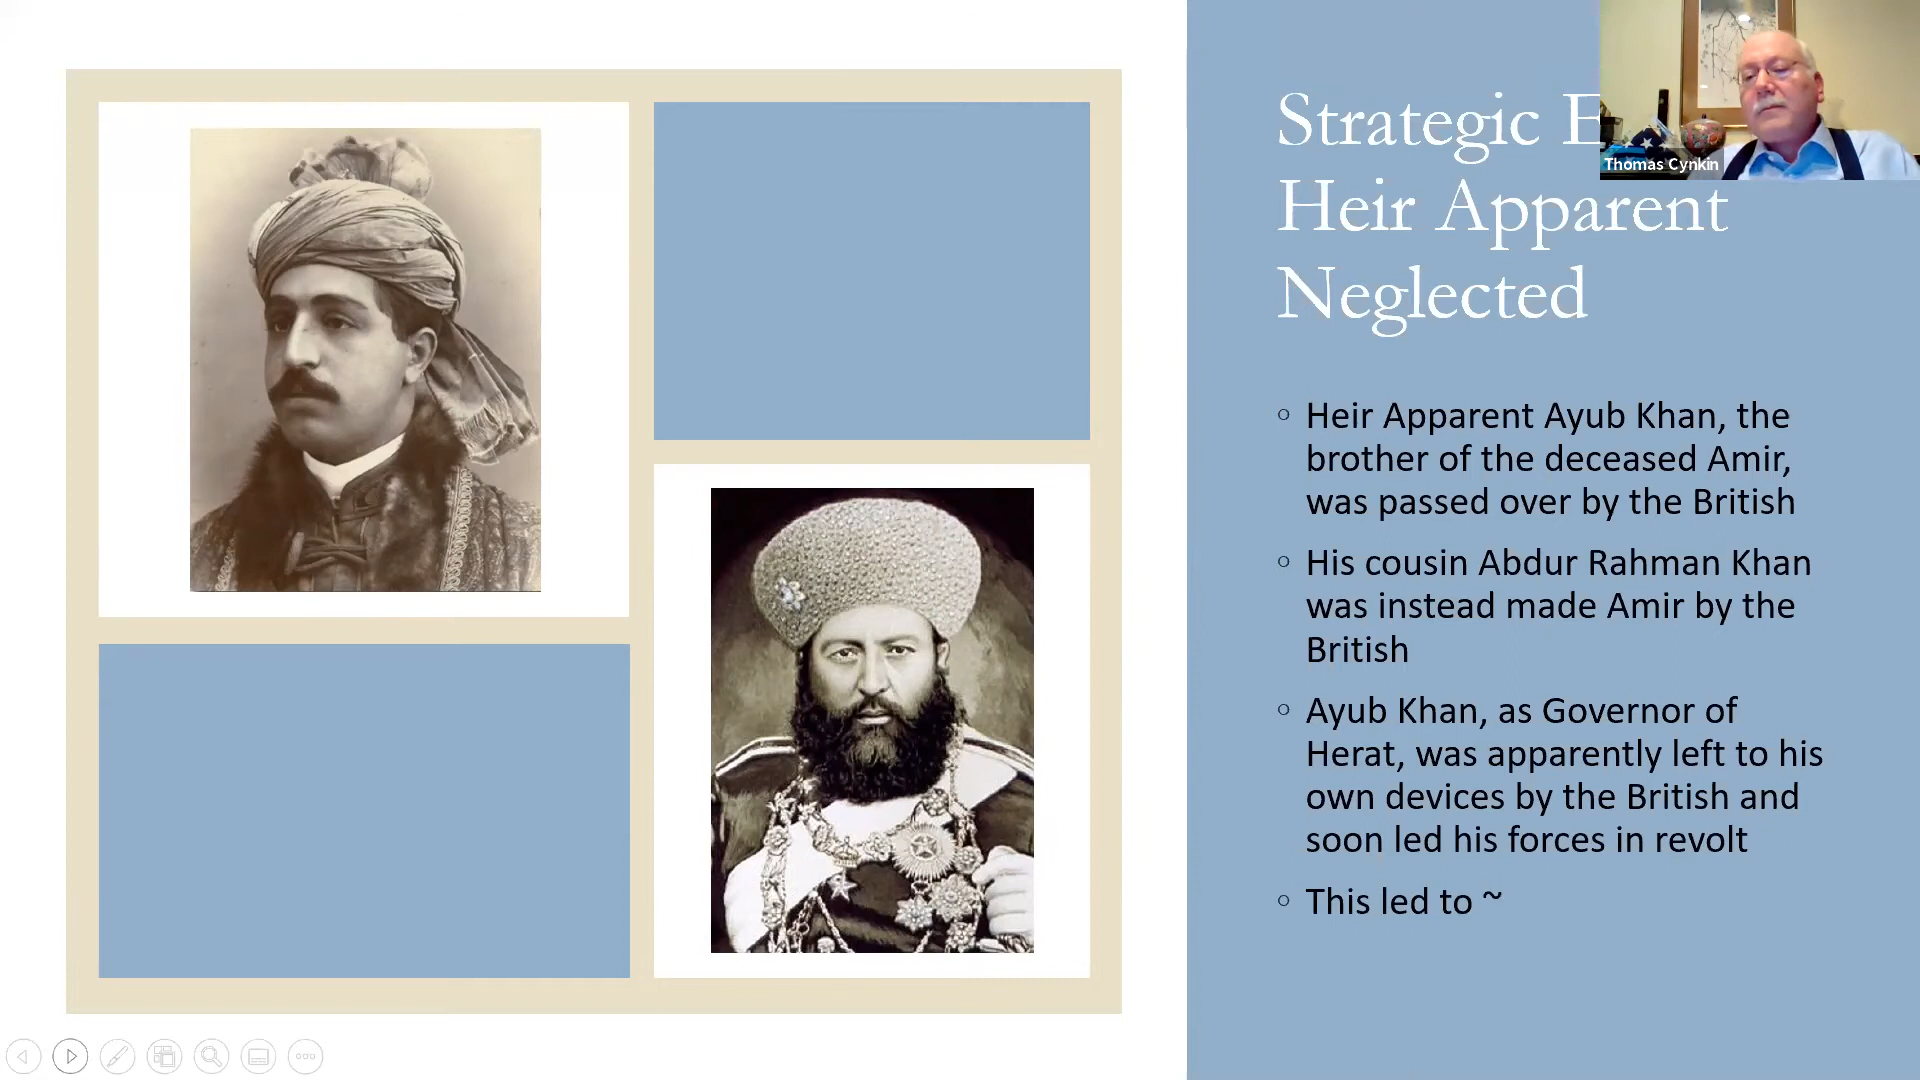 Strategic E
Heir Apparent
Neglected
Thomas Cynkin
Heir Apparent Ayub Khan, the
brother of the deceased Amir,
was passed over by the British
His cousin Abdur Rahman Khan
was instead made Amir by the
British
Ayub Khan, as Governor of
Herat, was apparently left to his
own devices by the British and
soon led his forces in revolt
This led to ~